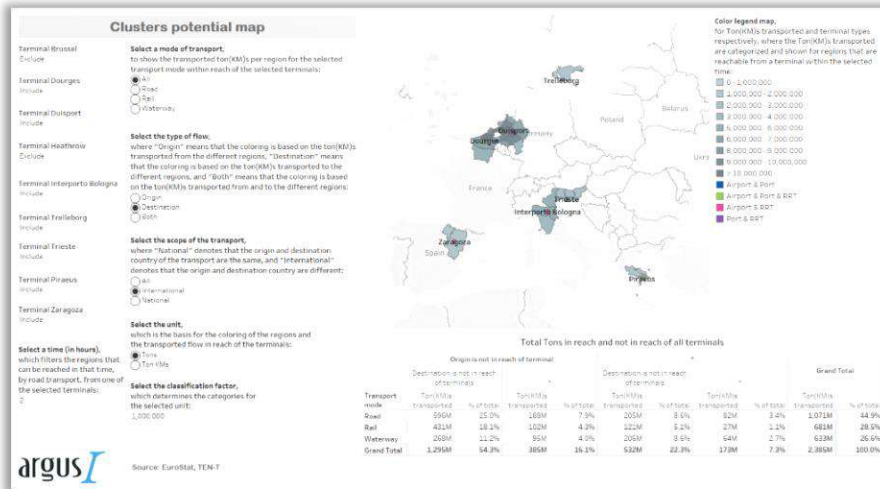 Clusters potential map
Terminal Brussal
Exclude
Terminal Dourges
Include
Terminal Duisport
Include
Terminal Heathrow
Exclude
Terminal Interporto Bologna
Include
Terminal Trelleborg
Include
Terminal Trieste
Include
Terminal Piraeus
Include
Terminal Zaragoza
Include
Select a time (in hours),
which filters the regions that
can be reached in that time,
by road transport, from one of
the selected terminals:
2
Select a mode of transport,
to show the transported ton(KM)s per region for the selected
transport mode within reach of the selected terminals:
All
Road
Rail
Waterway
Select the type of flow,
where "Origin" means that the coloring is based on the ton(KM)s
transported from the different regions, "Destination" means
that the coloring is based on the ton(KM)s transported to the
different regions, and "Both" means that the coloring is based
on the ton(KM)s transported from and to the different regions:
Origin
Destination
Both
Select the scope of the transport,
where "National" denotes that the origin and destination
country of the transport are the same, and "International"
denotes that the origin and destination country are different:
All
International
National
Select the unit,
which is the basis for the coloring of the regions and
the transported flow in reach of the terminals:
Tons
Ton KMs
Select the classification factor,
which determines the categories for
the selected unit:
1,000,000
Trelleborg
Belarus
Poland
Duisport
Dourges
France
Trieste
Interporto Bologna
Zaragoza
Spain
Piraeus
Color legend map,
for Ton(KM)s transported and terminal types
respectively, where the Ton(KM)s transported
are categorized and shown for regions that are
reachable from a terminal within the selected
time:
0 - 1,000,000
1,000,000 - 2,000,000
2,000,000 - 3,000,000
3,000,000 - 4,000,000
5,000,000 - 6,000,000
6,000,000 - 7,000,000
8,000,000 - 9,000,000
9,000,000 - 10,000,000
> 10,000,000
Airport & Port
Airport & Port & RRT
Airport & RRT
Port & RRT
Total Tons in reach and not in reach of all terminals
Origin is not in reach of terminal * Grand Total
Destination is not in reach of terminals * Destination is not in reach of terminals *
Transport mode Ton(KM)s transported % of total Ton(KM)s transported % of total Ton(KM)s transported % of total Ton(KM)s transported % of total Ton(KM)s transported % of total
Road 596M 25.0% 188M 7.9% 205M 8.6% 82M 3.4% 1,071M 44.9%
Rail 431M 18.1% 102M 4.3% 121M 5.1% 27M 1.1% 681M 28.5%
Waterway 268M 11.2% 95M 4.0% 206M 8.6% 64M 2.7% 633M 26.6%
Grand Total 1,295M 54.3% 385M 16.1% 532M 22.3% 173M 7.3% 2,385M 100.0%
argus I
Source: EuroStat, TEN-T